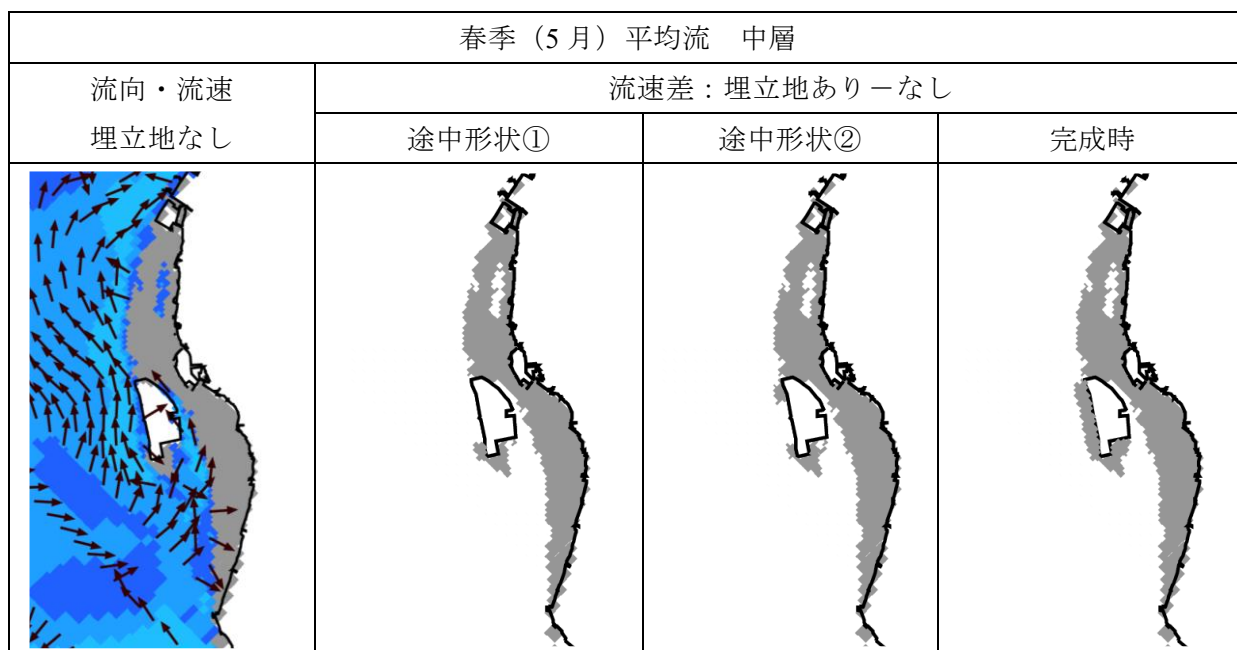 春季（5 月）平均流　中層
流向・流速
埋立地なし
流速差：埋立地あり－なし
途中形状①
途中形状②
完成時